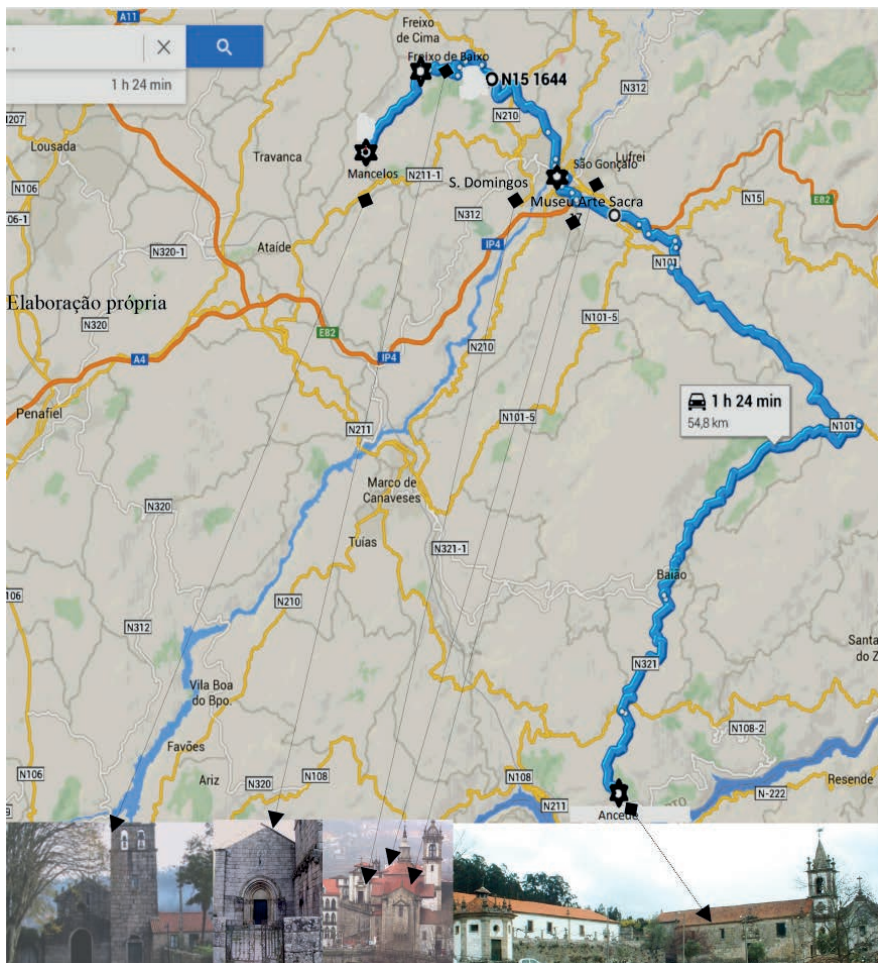 A11
Freixo
de Cima
1 h 24 min
Freixo de Baixo
N15 1644
N312
N207
N210
Lousada
Travanca
Lufrei
São Gonçalo
N106
Mancelos
N211-1
S. Domingos
N15
Museu Arte Sacra
E82
06-1
N312
Ataíde
IP4
N320-1
N101
Elaboração própria
N320
E82
N101-5
N210
A4
IP4
1 h 24 min
54,8 km
Penafiel
N101-5
N211
N101
Marco de
Canaveses
N320
Tuías
N321-1
Baião
106
N210
N312
Santa
do Z
N321
Vila Boa
do Bpo.
N108-2
Favões
N106
Ariz
N320
N108
N108
Resende
N211
N-222
Ancede